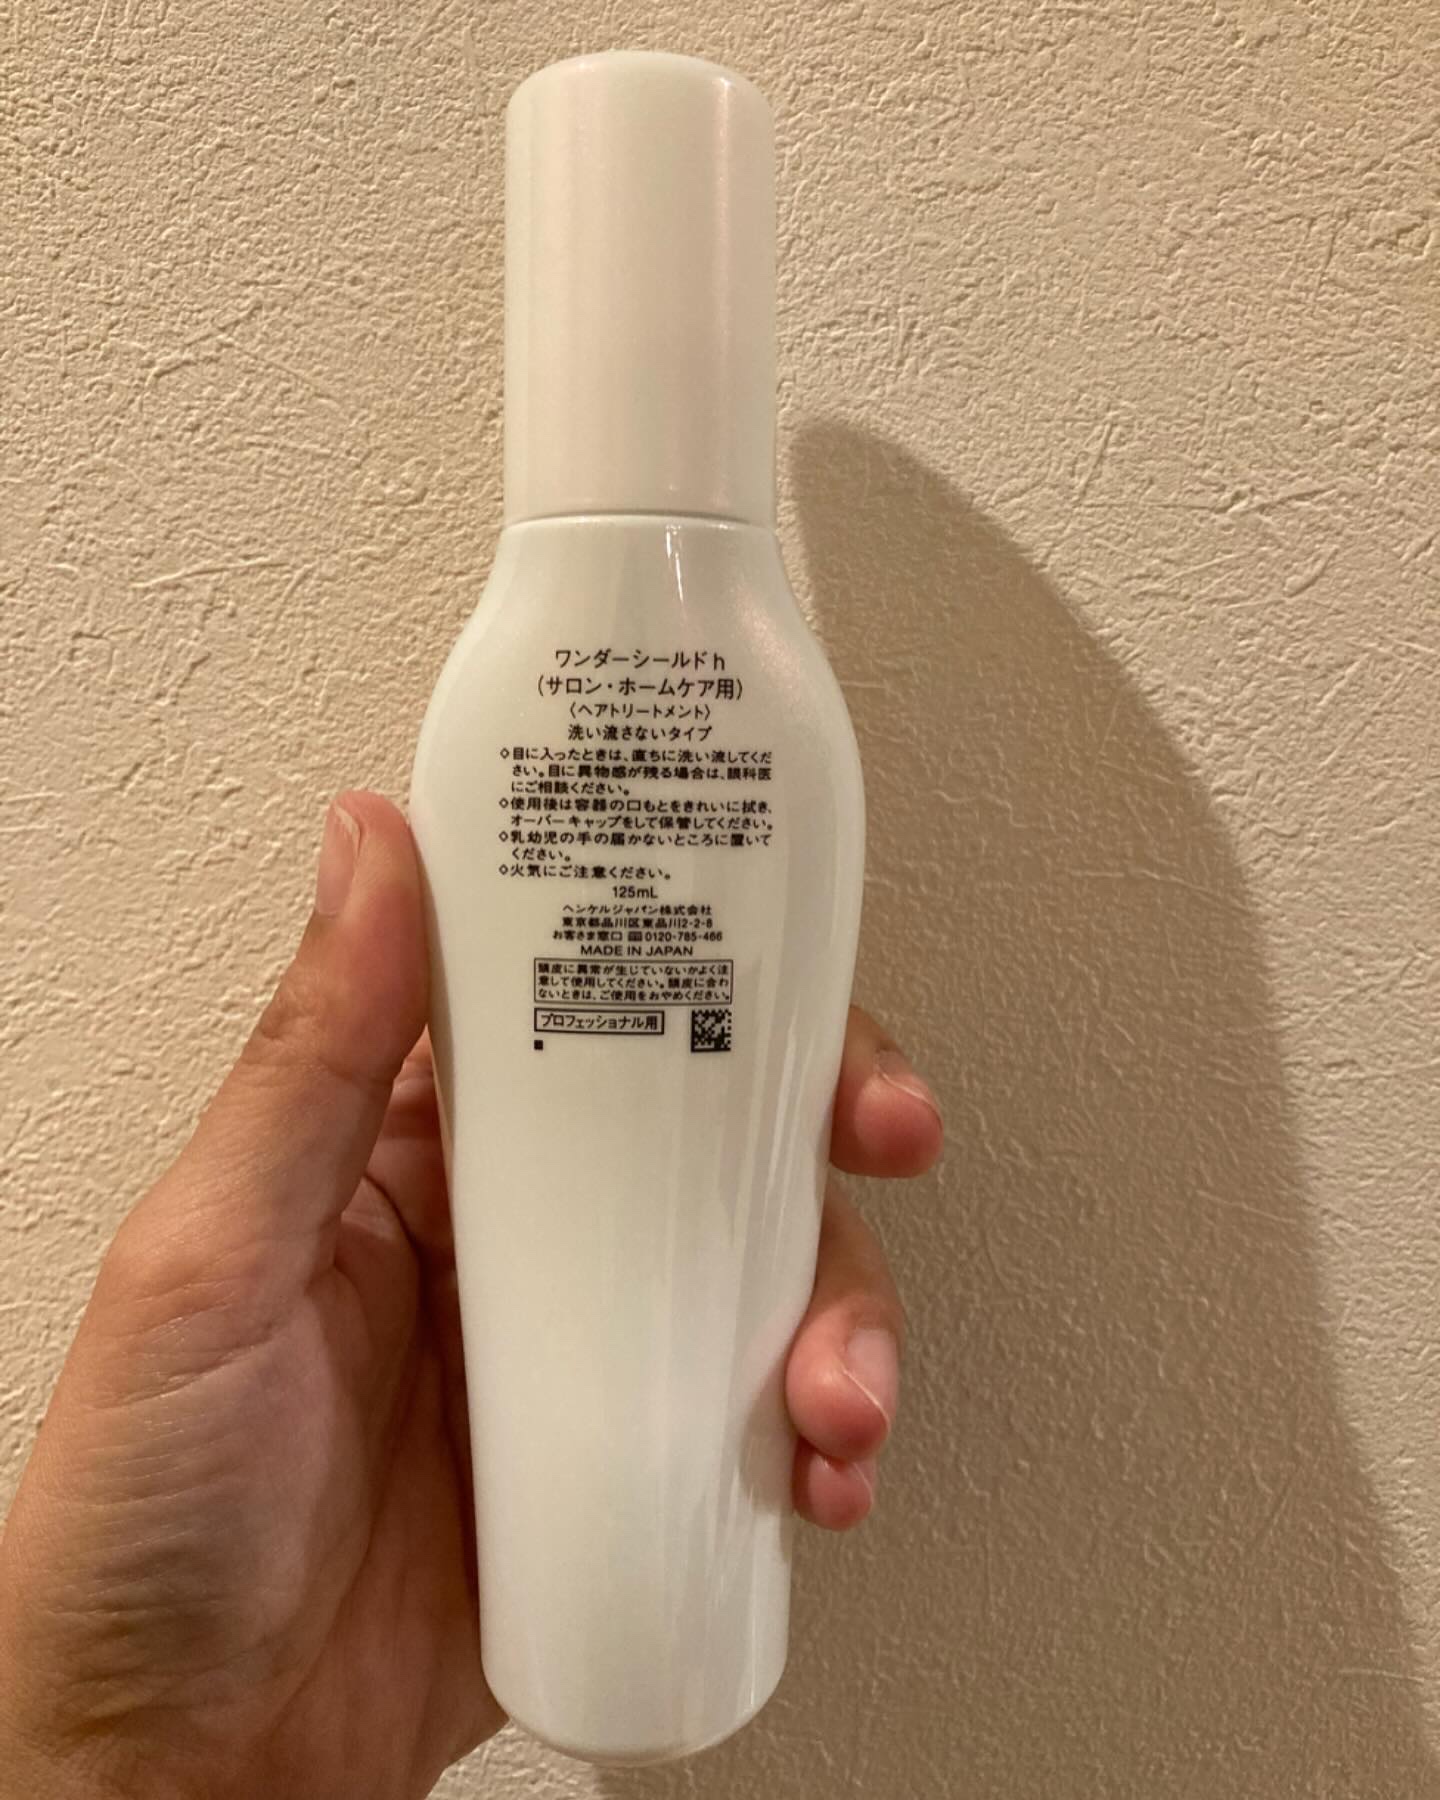 ワンダーシールドh
(サロン・ホームケア用)
〈ヘアトリートメント〉
洗い流さないタイプ
◇目に入ったときは、直ちに洗い流してくだ
さい。目に異物感が残る場合は、眼科医
にご相談ください。
◇使用後は容器の口もとをきれいに拭き、
オーバーキャップをして保管してください。
◇乳幼児の手の届かないところに置いて
ください。
◇火気にご注意ください。
125mL
ヘンケルジャパン株式会社
東京都品川区東品川2-2-8
お客さま窓口 0120-785-466
MADE IN JAPAN
頭皮に異常が生じていないかよく注
意して使用してください。頭皮に合わ
ないときは、ご使用をおやめください。
プロフェッショナル用